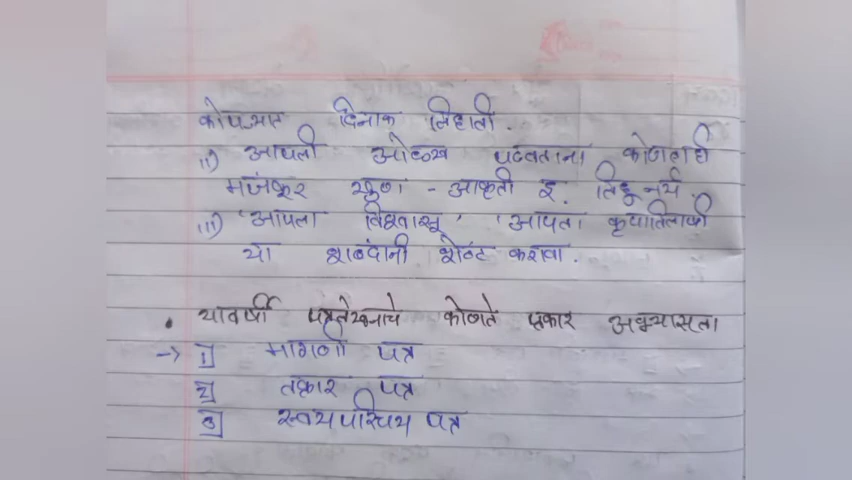 कोपऱ्यात दिनाक लिहाती.
ii) आपली ओळख पटवताना कोणताही
मजकूर खुणा - आकृती इ. लिहू नये.
iii) 'आपला विश्वासू' 'आपला कृपाभिलाषी
या शब्दांनी शेवट करावा.
• यावर्षी पत्रलेखनाचे कोणते प्रकार अभ्यासता
→ 1] मागणी पत्र
2] तक्रार पत्र
3] स्वयपरिचय पत्र